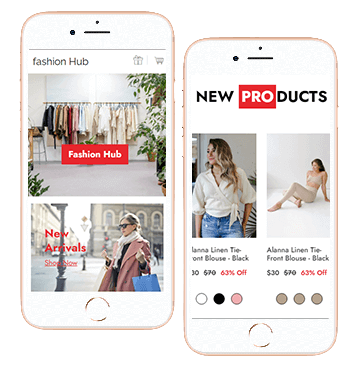 fashion Hub
Fashion Hub
New
Arrivals
Shop Now
NEW PRODUCTS
Alanna Linen Tie-
Front Blouse - Black
$30 $70 63% Off
Alanna Linen Tie-
Front Blouse - Black
$30 $70 63% Off